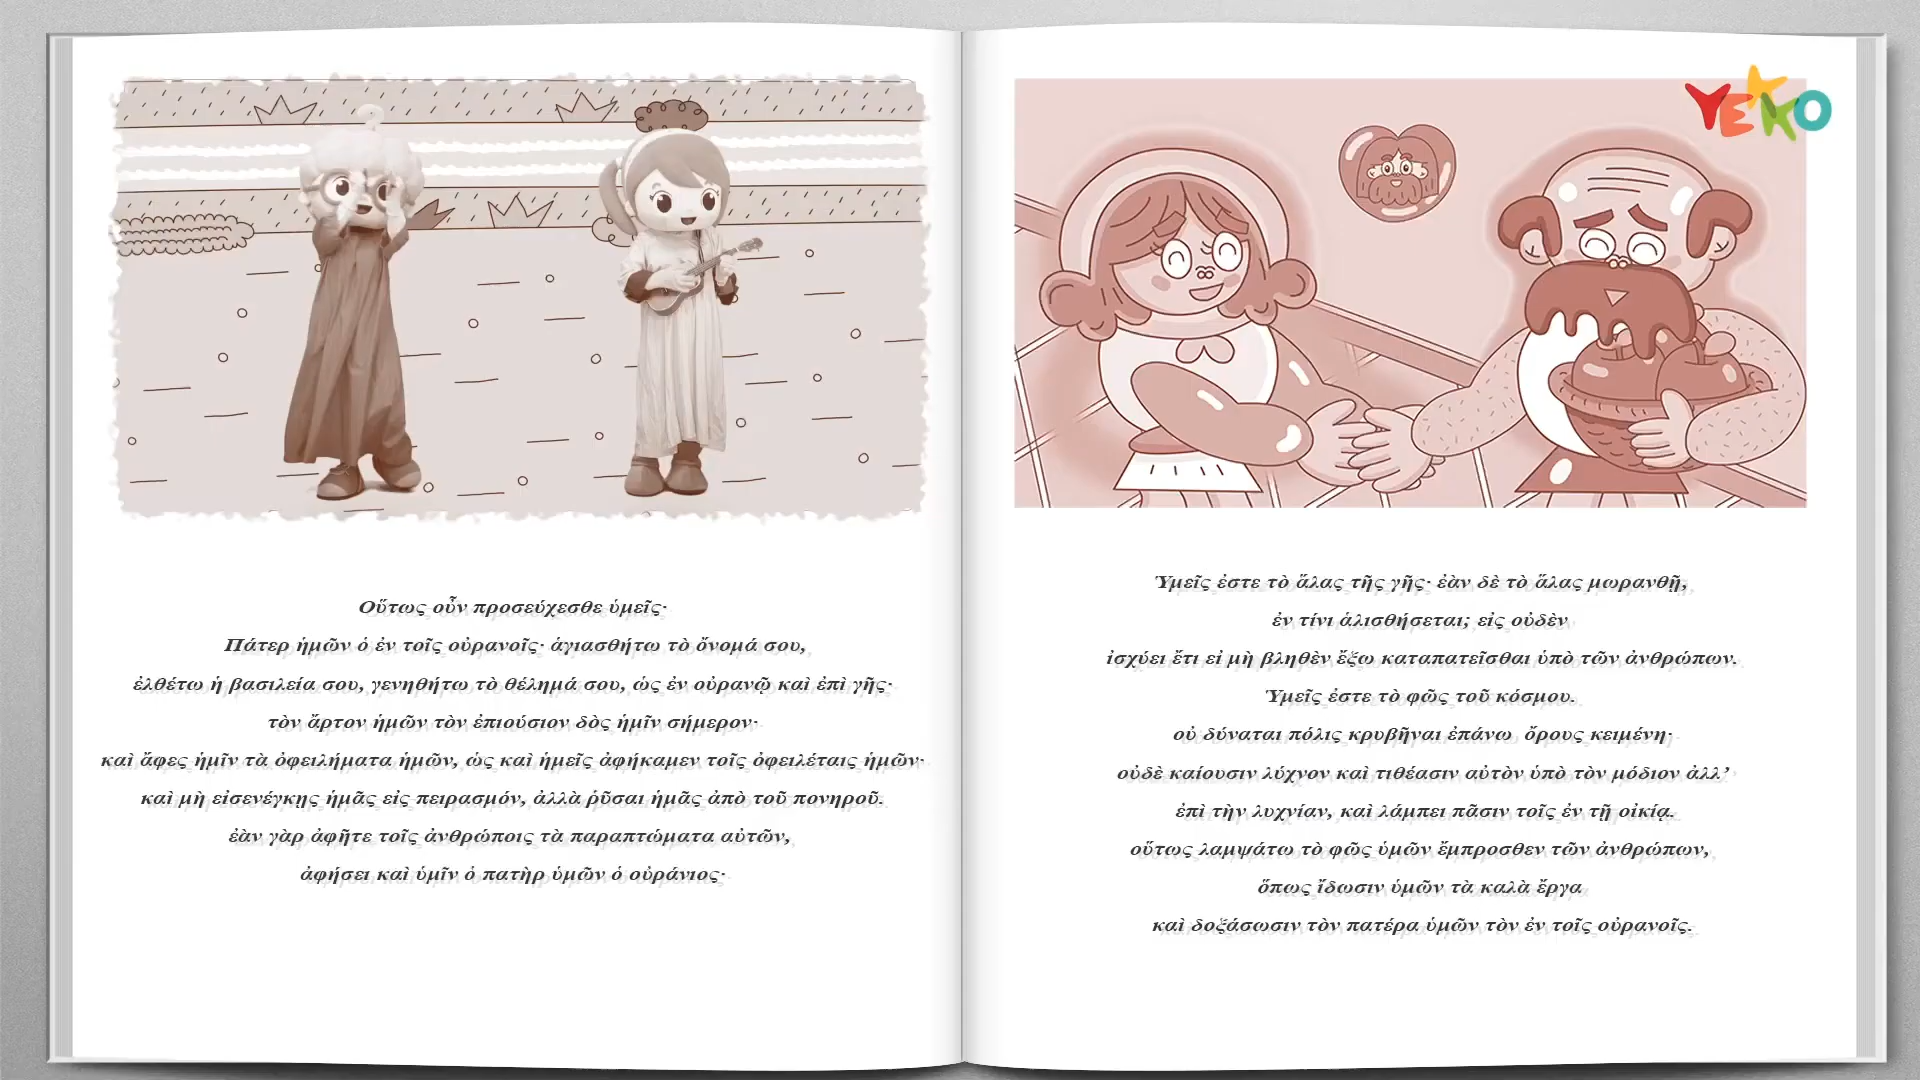 Οὕτως οὖν προσεύχεσθε ὑμεῖς·
Πάτερ ἡμῶν ὁ ἐν τοῖς οὐρανοῖς· ἁγιασθήτω τὸ ὄνομά σου,
ἐλθέτω ἡ βασιλεία σου, γενηθήτω τὸ θέλημά σου, ὡς ἐν οὐρανῷ καὶ ἐπὶ γῆς·
τὸν ἄρτον ἡμῶν τὸν ἐπιούσιον δὸς ἡμῖν σήμερον·
καὶ ἄφες ἡμῖν τὰ ὀφειλήματα ἡμῶν, ὡς καὶ ἡμεῖς ἀφήκαμεν τοῖς ὀφειλέταις ἡμῶν·
καὶ μὴ εἰσενέγκῃς ἡμᾶς εἰς πειρασμόν, ἀλλὰ ῥῦσαι ἡμᾶς ἀπὸ τοῦ πονηροῦ.
ἐὰν γὰρ ἀφῆτε τοῖς ἀνθρώποις τὰ παραπτώματα αὐτῶν,
ἀφήσει καὶ ὑμῖν ὁ πατὴρ ὑμῶν ὁ οὐράνιος·
YEKKO
Ὑμεῖς ἐστε τὸ ἅλας τῆς γῆς· ἐὰν δὲ τὸ ἅλας μωρανθῇ,
ἐν τίνι ἁλισθήσεται; εἰς οὐδὲν
ἰσχύει ἔτι εἰ μὴ βληθὲν ἔξω καταπατεῖσθαι ὑπὸ τῶν ἀνθρώπων.
Ὑμεῖς ἐστε τὸ φῶς τοῦ κόσμου.
οὐ δύναται πόλις κρυβῆναι ἐπάνω ὄρους κειμένη·
οὐδὲ καίουσιν λύχνον καὶ τιθέασιν αὐτὸν ὑπὸ τὸν μόδιον ἀλλ’
ἐπὶ τὴν λυχνίαν, καὶ λάμπει πᾶσιν τοῖς ἐν τῇ οἰκίᾳ.
οὕτως λαμψάτω τὸ φῶς ὑμῶν ἔμπροσθεν τῶν ἀνθρώπων,
ὅπως ἴδωσιν ὑμῶν τὰ καλὰ ἔργα
καὶ δοξάσωσιν τὸν πατέρα ὑμῶν τὸν ἐν τοῖς οὐρανοῖς.